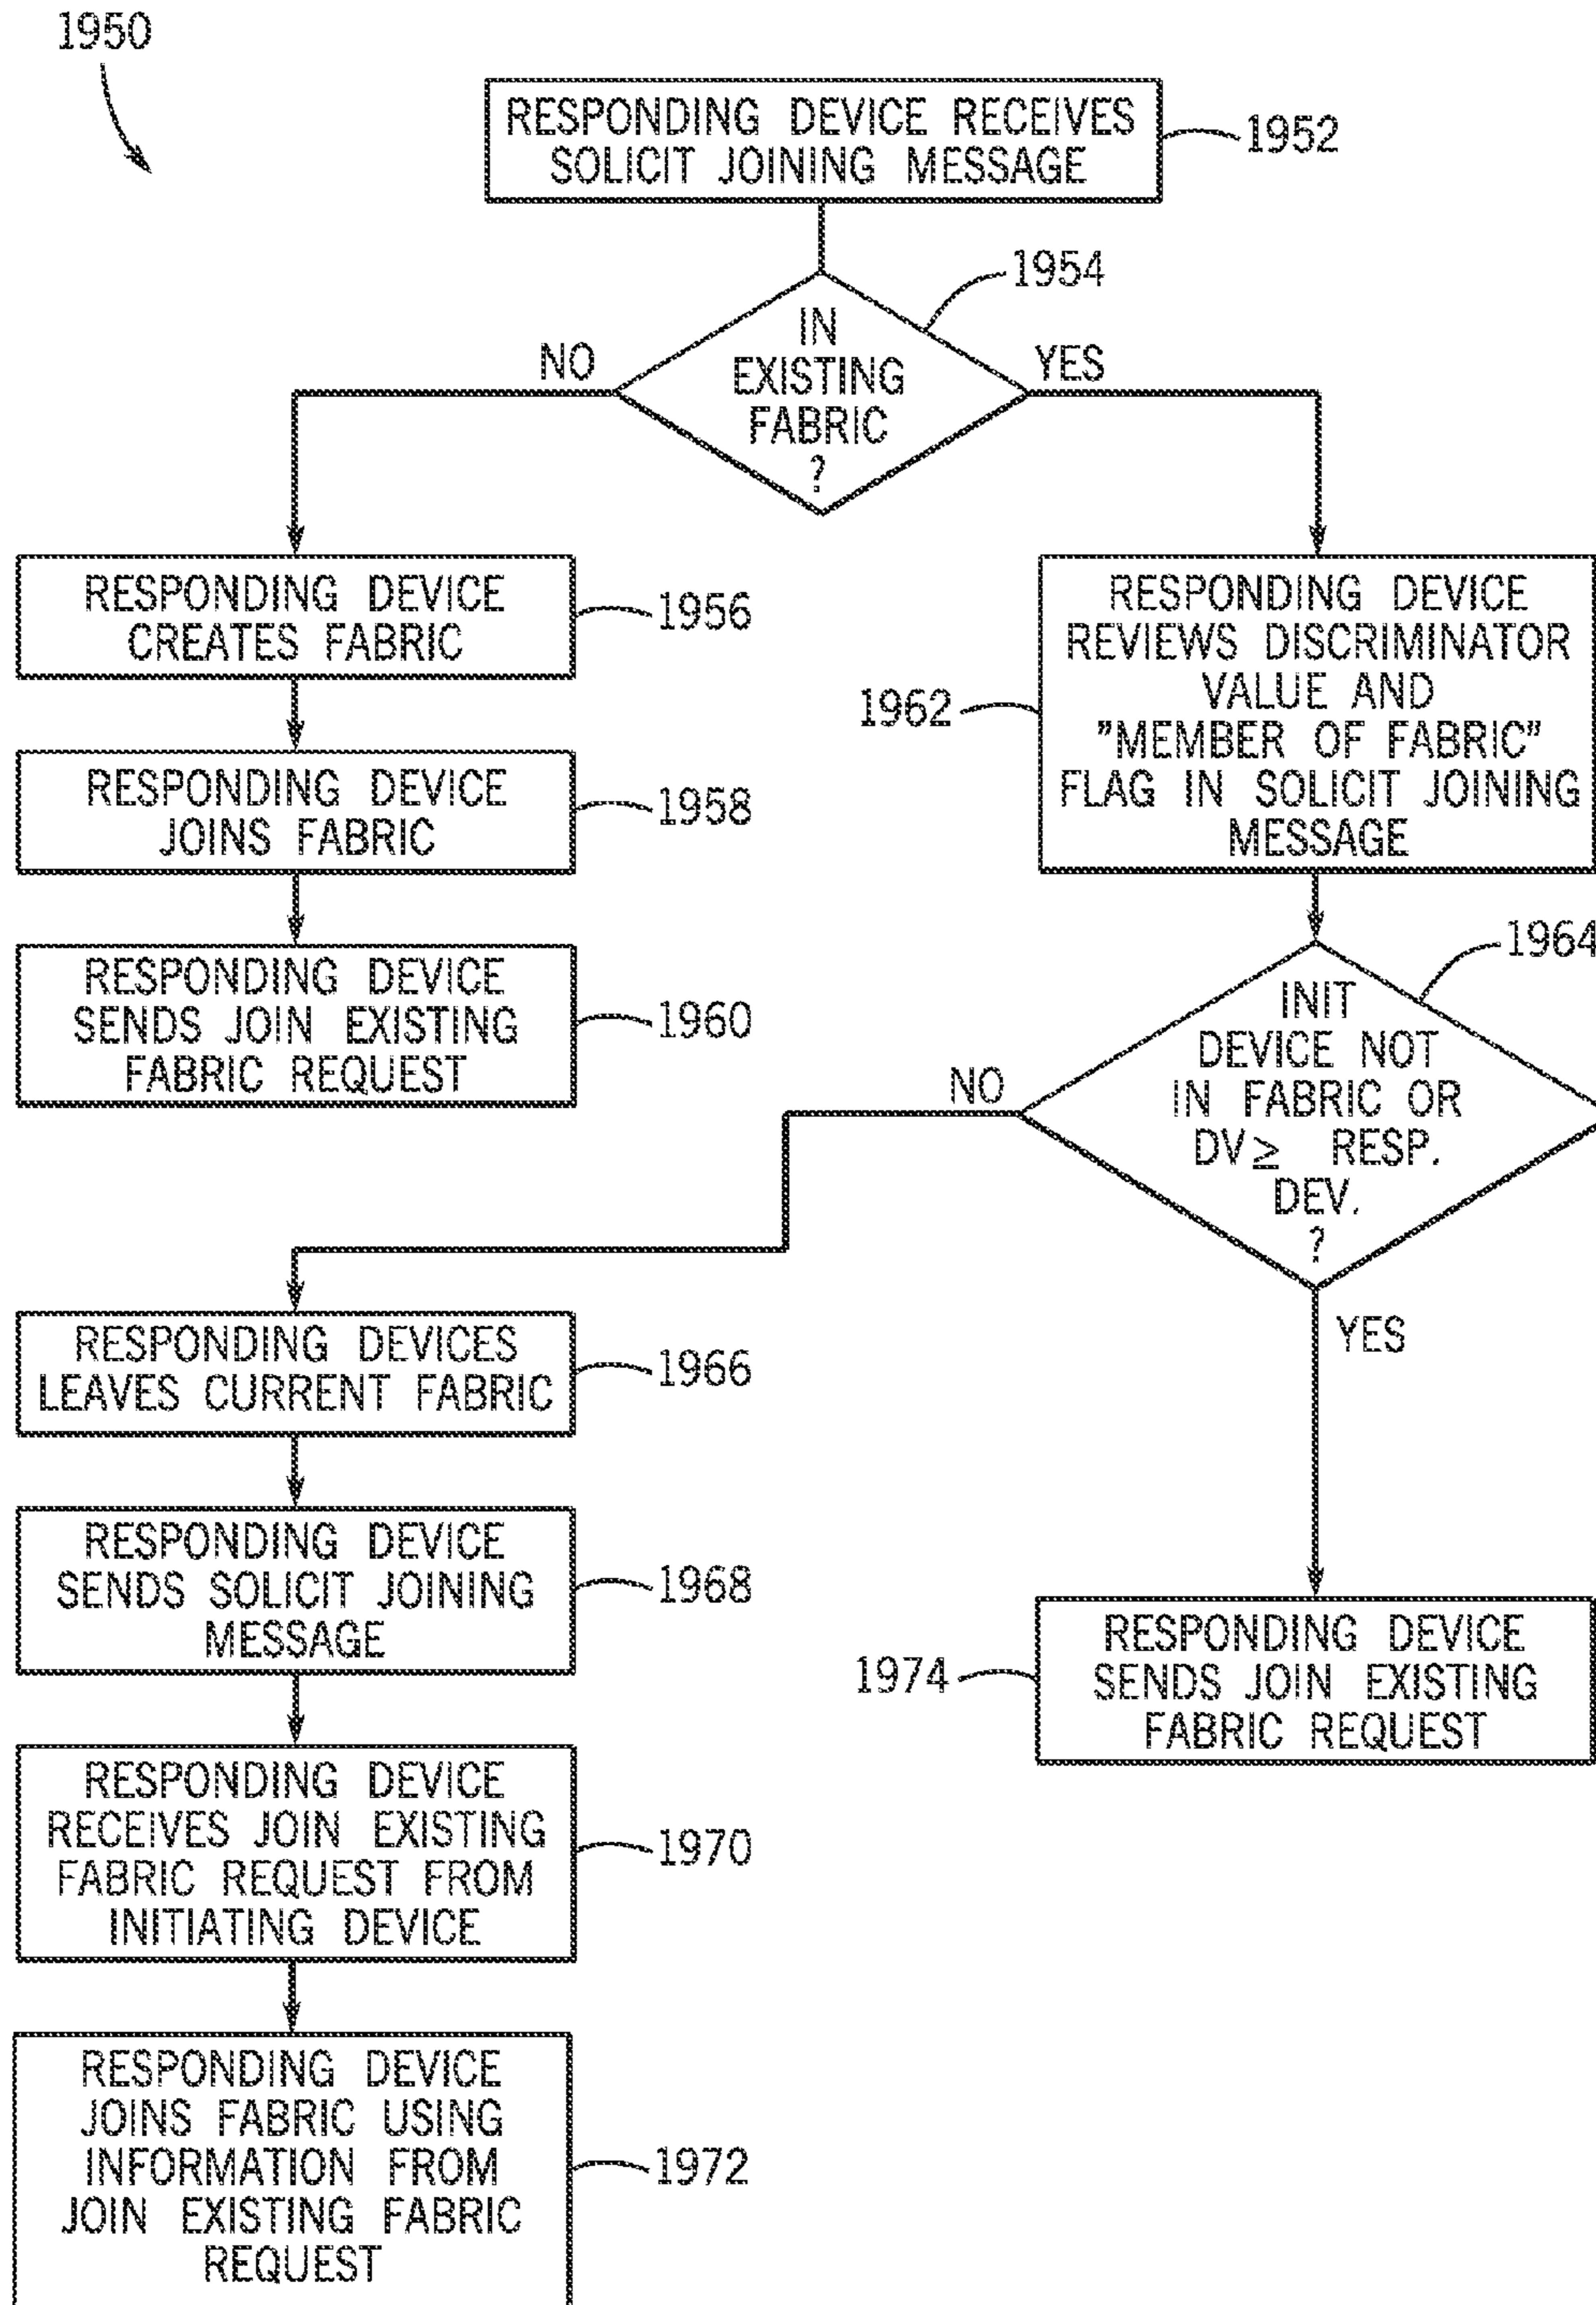 1950
RESPONDING DEVICE RECEIVES
SOLICIT JOINING MESSAGE
1952
1954
IN
EXISTING
FABRIC
?
NO
YES
RESPONDING DEVICE
CREATES FABRIC
1956
RESPONDING DEVICE
JOINS FABRIC
1958
RESPONDING DEVICE
SENDS JOIN EXISTING
FABRIC REQUEST
1960
RESPONDING DEVICE
REVIEWS DISCRIMINATOR
VALUE AND
"MEMBER OF FABRIC"
FLAG IN SOLICIT JOINING
MESSAGE
1962
1964
INIT
DEVICE NOT
IN FABRIC OR
DV ≥ RESP.
DEV.
?
NO
YES
RESPONDING DEVICES
LEAVES CURRENT FABRIC
1966
RESPONDING DEVICE
SENDS SOLICIT JOINING
MESSAGE
1968
RESPONDING DEVICE
RECEIVES JOIN EXISTING
FABRIC REQUEST FROM
INITIATING DEVICE
1970
RESPONDING DEVICE
JOINS FABRIC USING
INFORMATION FROM
JOIN EXISTING FABRIC
REQUEST
1972
1974
RESPONDING DEVICE
SENDS JOIN EXISTING
FABRIC REQUEST